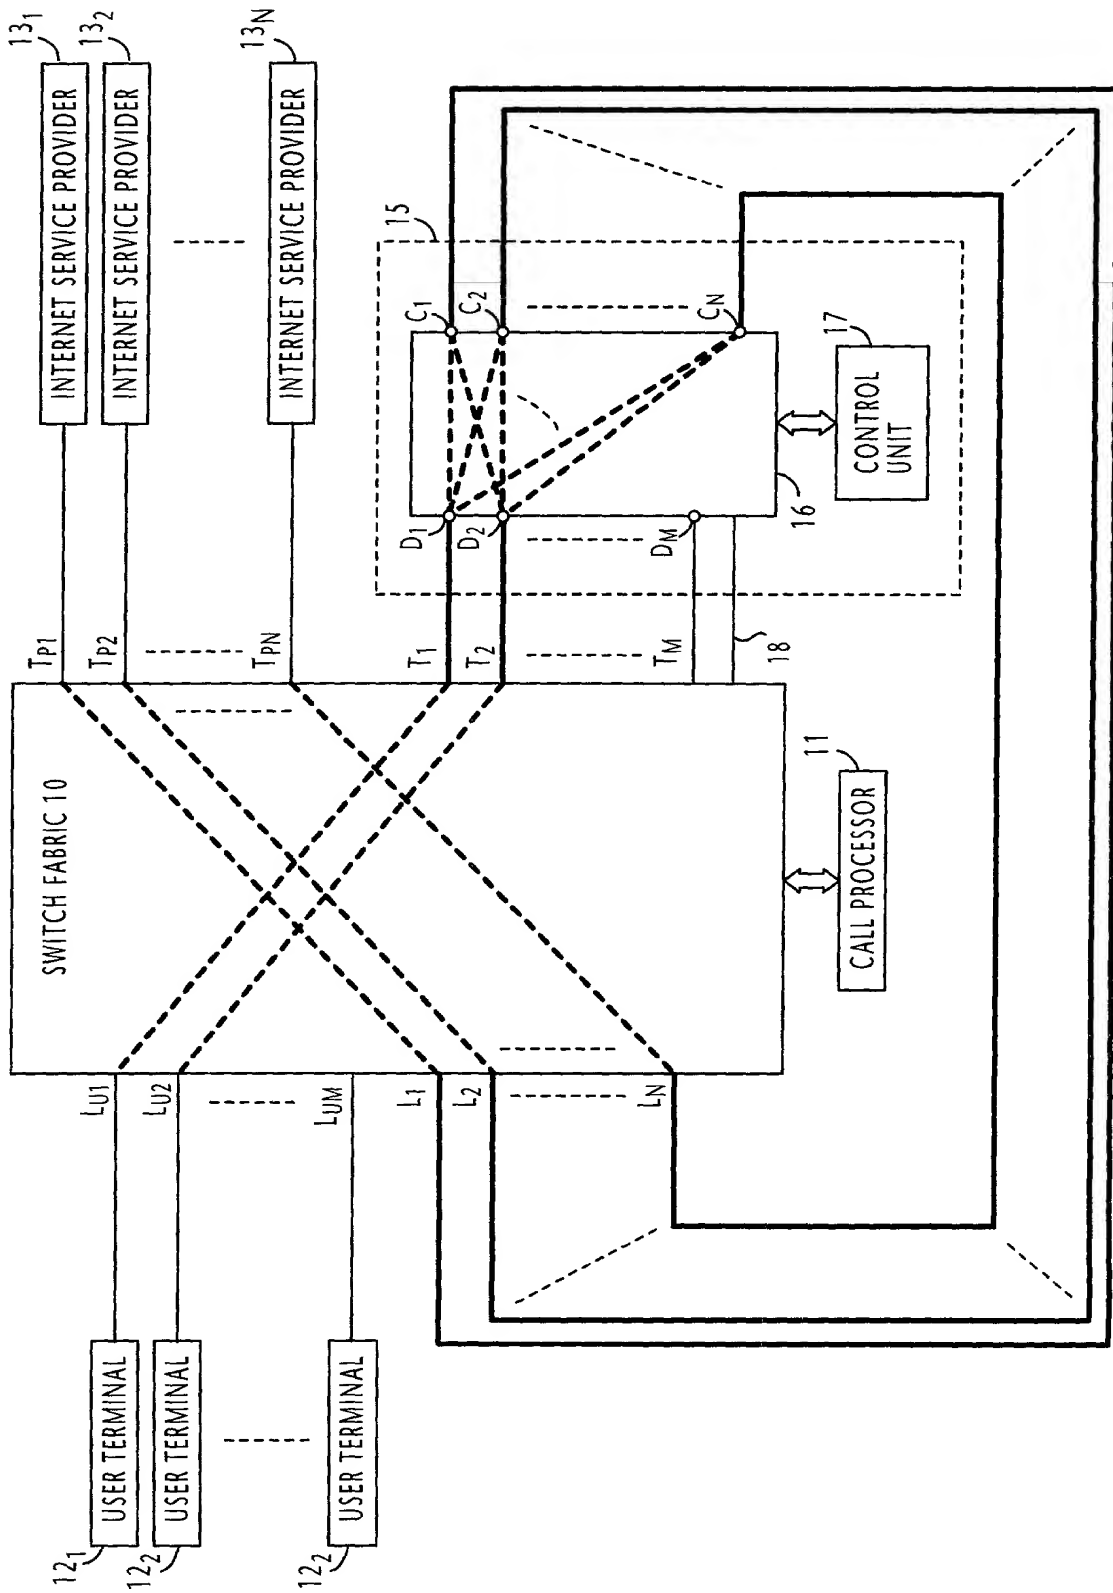 12₁
USER TERMINAL
12₂
USER TERMINAL
12₂
USER TERMINAL
L_U1
L_U2
L_UM
L₁
L₂
L_N
SWITCH FABRIC 10
CALL PROCESSOR
11
T_P1
T_P2
T_PN
T₁
T₂
T_M
18
INTERNET SERVICE PROVIDER
13₁
INTERNET SERVICE PROVIDER
13₂
INTERNET SERVICE PROVIDER
13_N
15
D₁
D₂
D_M
C₁
C₂
C_N
16
CONTROL
UNIT
17